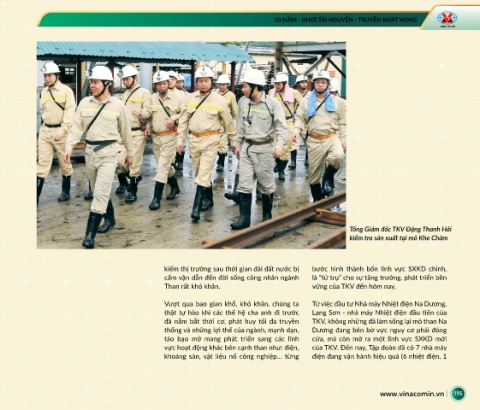 30 NĂM - KHƠI TÀI NGUYÊN - TRUYỀN KHÁT VỌNG
Tổng Giám đốc TKV Đặng Thanh Hải
kiểm tra sản xuất tại mỏ Khe Chàm
kiếm thị trường sau thời gian dài đất nước bị
cấm vận dẫn đến đời sống công nhân ngành
Than rất khó khăn.
Vượt qua bao gian khổ, khó khăn, chúng ta
thật tự hào khi các thế hệ cha anh đi trước
đã nắm bắt thời cơ, phát huy tối đa truyền
thống và những lợi thế của ngành, mạnh dạn,
táo bạo mở mang phát triển sang các lĩnh
vực hoạt động khác bên cạnh than như: điện,
khoáng sản, vật liệu nổ công nghiệp... từng
bước hình thành bốn lĩnh vực SXKD chính,
là "tứ trụ" cho sự tăng trưởng, phát triển bền
vững của TKV đến hôm nay.
Từ việc đầu tư Nhà máy Nhiệt điện Na Dương,
Lạng Sơn - nhà máy Nhiệt điện đầu tiên của
TKV, không những đã làm sống lại mỏ than Na
Dương đang bên bờ vực nguy cơ phải đóng
cửa, mà còn mở ra một lĩnh vực SXKD mới
của TKV. Đến nay, Tập đoàn đã có 7 nhà máy
điện đang vận hành hiệu quả (6 nhiệt điện, 1
www.vinacomin.vn